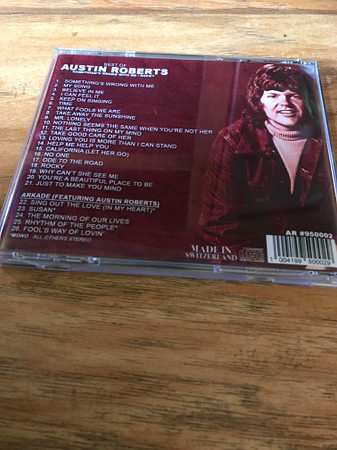 BEST OF
AUSTIN ROBERTS
1. SOMETHING'S WRONG WITH ME
2. MY SONG
3. BELIEVE IN ME
4. I CAN FEEL IT
5. KEEP ON SINGING
6. TIME
7. WHAT FOOLS WE ARE
8. TAKE AWAY THE SUNSHINE
9. MR. LONELY
10. NOTHING SEEMS THE SAME WHEN YOU'RE NOT HER
11. THE LAST THING ON MY MIND
12. TAKE GOOD CARE OF HER
13. LOVING YOU IS MORE THAN I CAN STAND
14. HELP ME HELP YOU
15. CALIFORNIA (LET HER GO)
16. NO ONE
17. ODE TO THE ROAD
18. ROCKY
19. WHY CAN'T SHE SEE ME
20. YOU'RE A BEAUTIFUL PLACE TO BE
21. JUST TO MAKE YOU MIND
ARKADE (FEATURING AUSTIN ROBERTS)
22. SING OUT THE LOVE (IN MY HEART)*
23. SUSAN*
24. THE MORNING OF OUR LIVES
25. RHYTHM OF THE PEOPLE*
26. FOOL'S WAY OF LOVIN'
*MONO - ALL OTHERS STEREO
MADE IN
SWITZERLAND
AR #950002